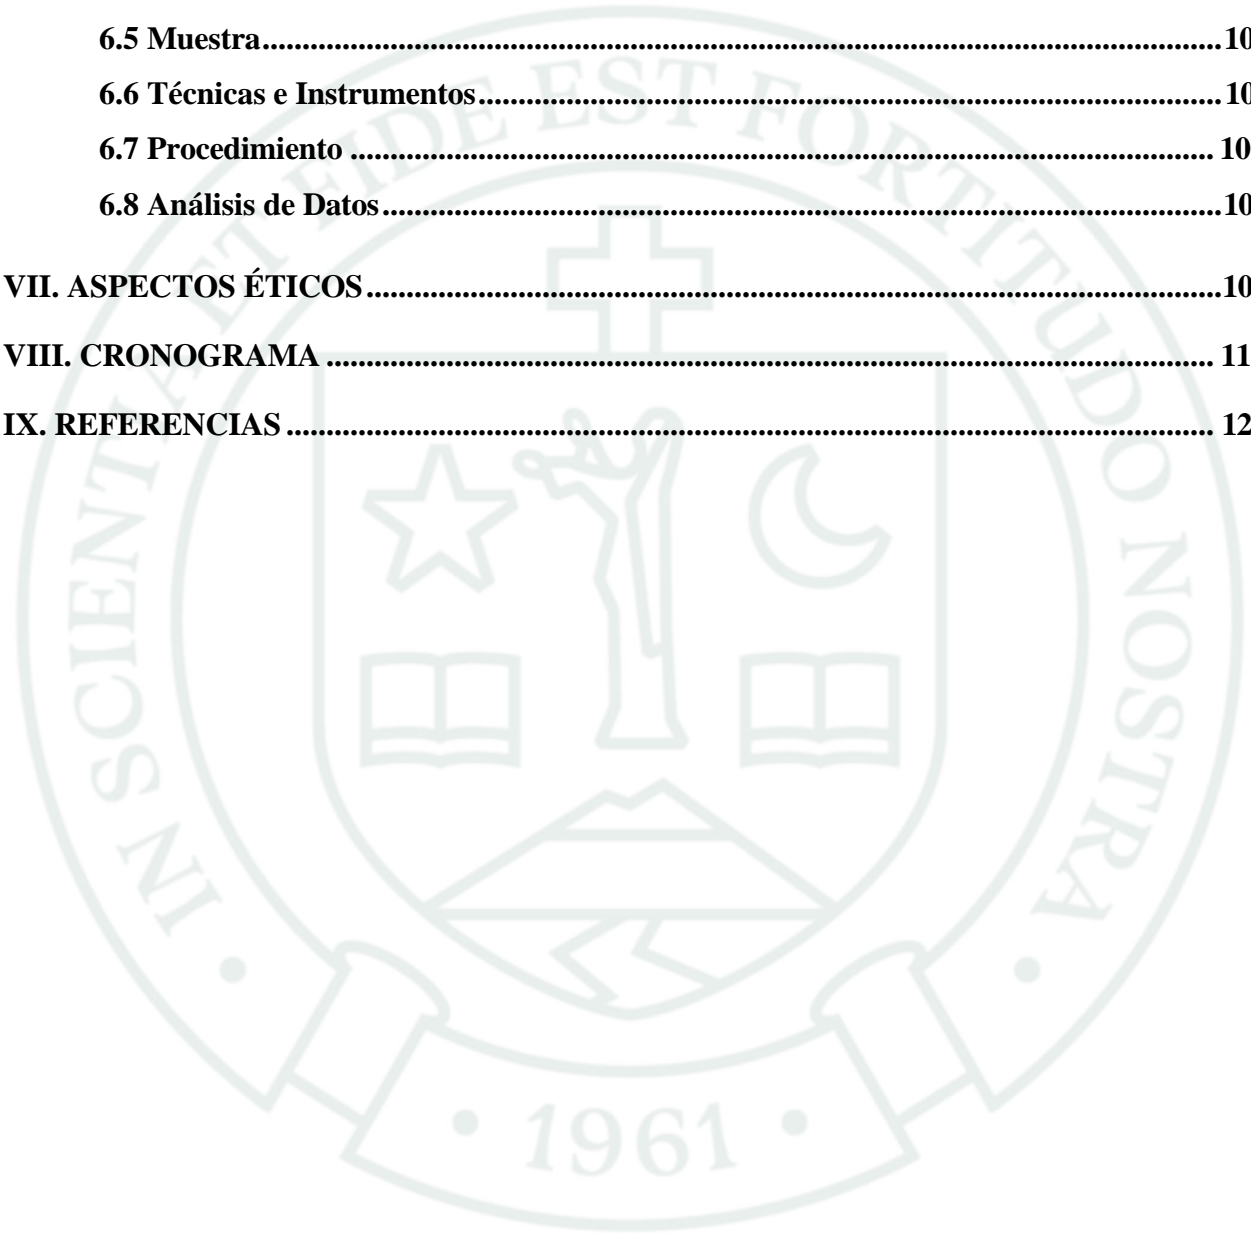 6.5 Muestra........................................................................................................................10
6.6 Técnicas e Instrumentos.............................................................................................10
6.7 Procedimiento ............................................................................................................ 10
6.8 Análisis de Datos.........................................................................................................10
VII. ASPECTOS ÉTICOS...........................................................................................................10
VIII. CRONOGRAMA ............................................................................................................... 11
IX. REFERENCIAS .................................................................................................................... 12
IN SCIENTIA ET FIDE EST FORTITUDO NOSTRA
• 1961 •